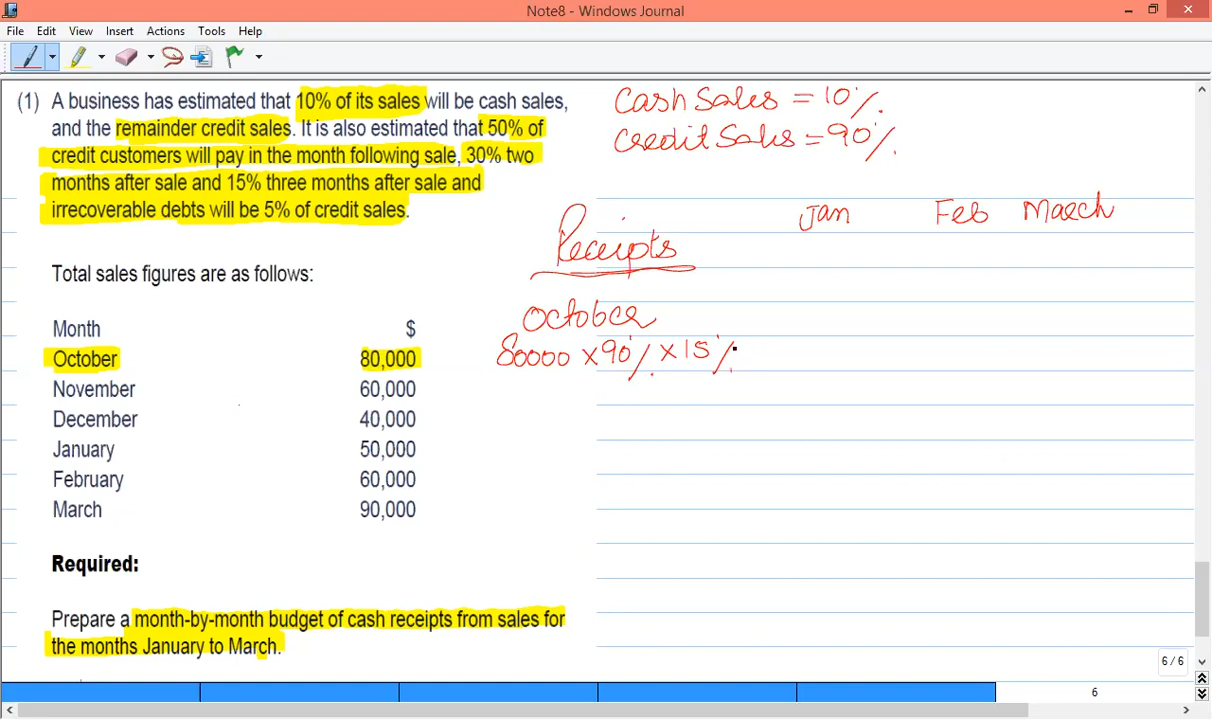 Note8 - Windows Journal
File Edit View Insert Actions Tools Help
(1) A business has estimated that 10% of its sales will be cash sales,
and the remainder credit sales. It is also estimated that 50% of
credit customers will pay in the month following sale, 30% two
months after sale and 15% three months after sale and
irrecoverable debts will be 5% of credit sales.
Total sales figures are as follows:
Month $
October 80,000
November 60,000
December 40,000
January 50,000
February 60,000
March 90,000
Required:
Prepare a month-by-month budget of cash receipts from sales for
the months January to March.
Cash Sales = 10%
Credit Sales = 90%
Jan Feb March
Receipts
October
80000 x 90% x 15%
6 / 6
6